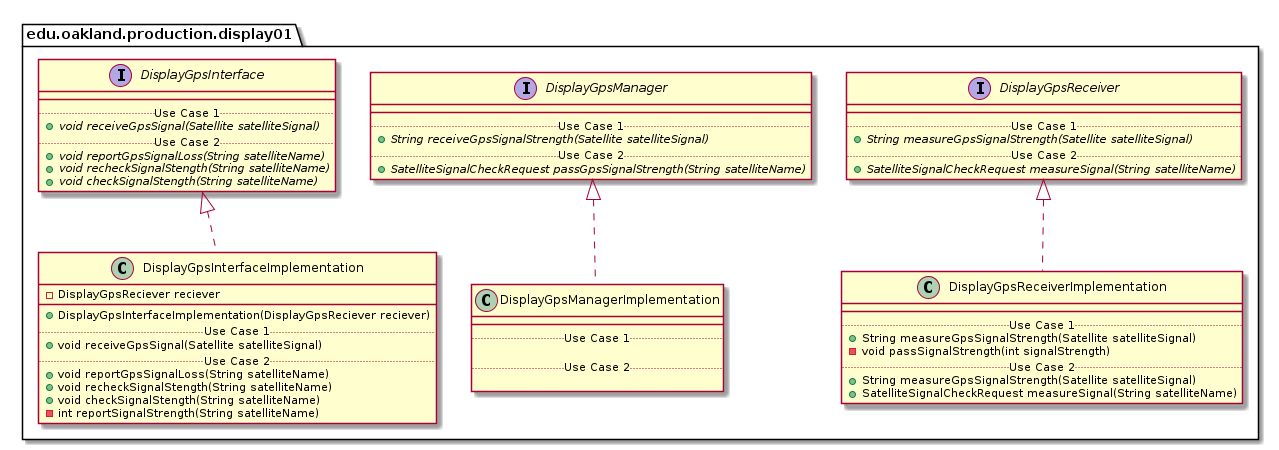 edu.oakland.production.display01
I DisplayGpsInterface
Use Case 1
void receiveGpsSignal(Satellite satelliteSignal)
Use Case 2
void reportGpsSignalLoss(String satelliteName)
void recheckSignalStength(String satelliteName)
void checkSignalStength(String satelliteName)
I DisplayGpsManager
Use Case 1
String receiveGpsSignalStrength(Satellite satelliteSignal)
Use Case 2
SatelliteSignalCheckRequest passGpsSignalStrength(String satelliteName)
I DisplayGpsReceiver
Use Case 1
String measureGpsSignalStrength(Satellite satelliteSignal)
Use Case 2
SatelliteSignalCheckRequest measureSignal(String satelliteName)
C DisplayGpsInterfaceImplementation
DisplayGpsReciever reciever
DisplayGpsInterfaceImplementation(DisplayGpsReciever reciever)
Use Case 1
void receiveGpsSignal(Satellite satelliteSignal)
Use Case 2
void reportGpsSignalLoss(String satelliteName)
void recheckSignalStength(String satelliteName)
void checkSignalStength(String satelliteName)
int reportSignalStrength(String satelliteName)
C DisplayGpsManagerImplementation
Use Case 1
Use Case 2
C DisplayGpsReceiverImplementation
Use Case 1
String measureGpsSignalStrength(Satellite satelliteSignal)
void passSignalStrength(int signalStrength)
Use Case 2
String measureGpsSignalStrength(Satellite satelliteSignal)
SatelliteSignalCheckRequest measureSignal(String satelliteName)